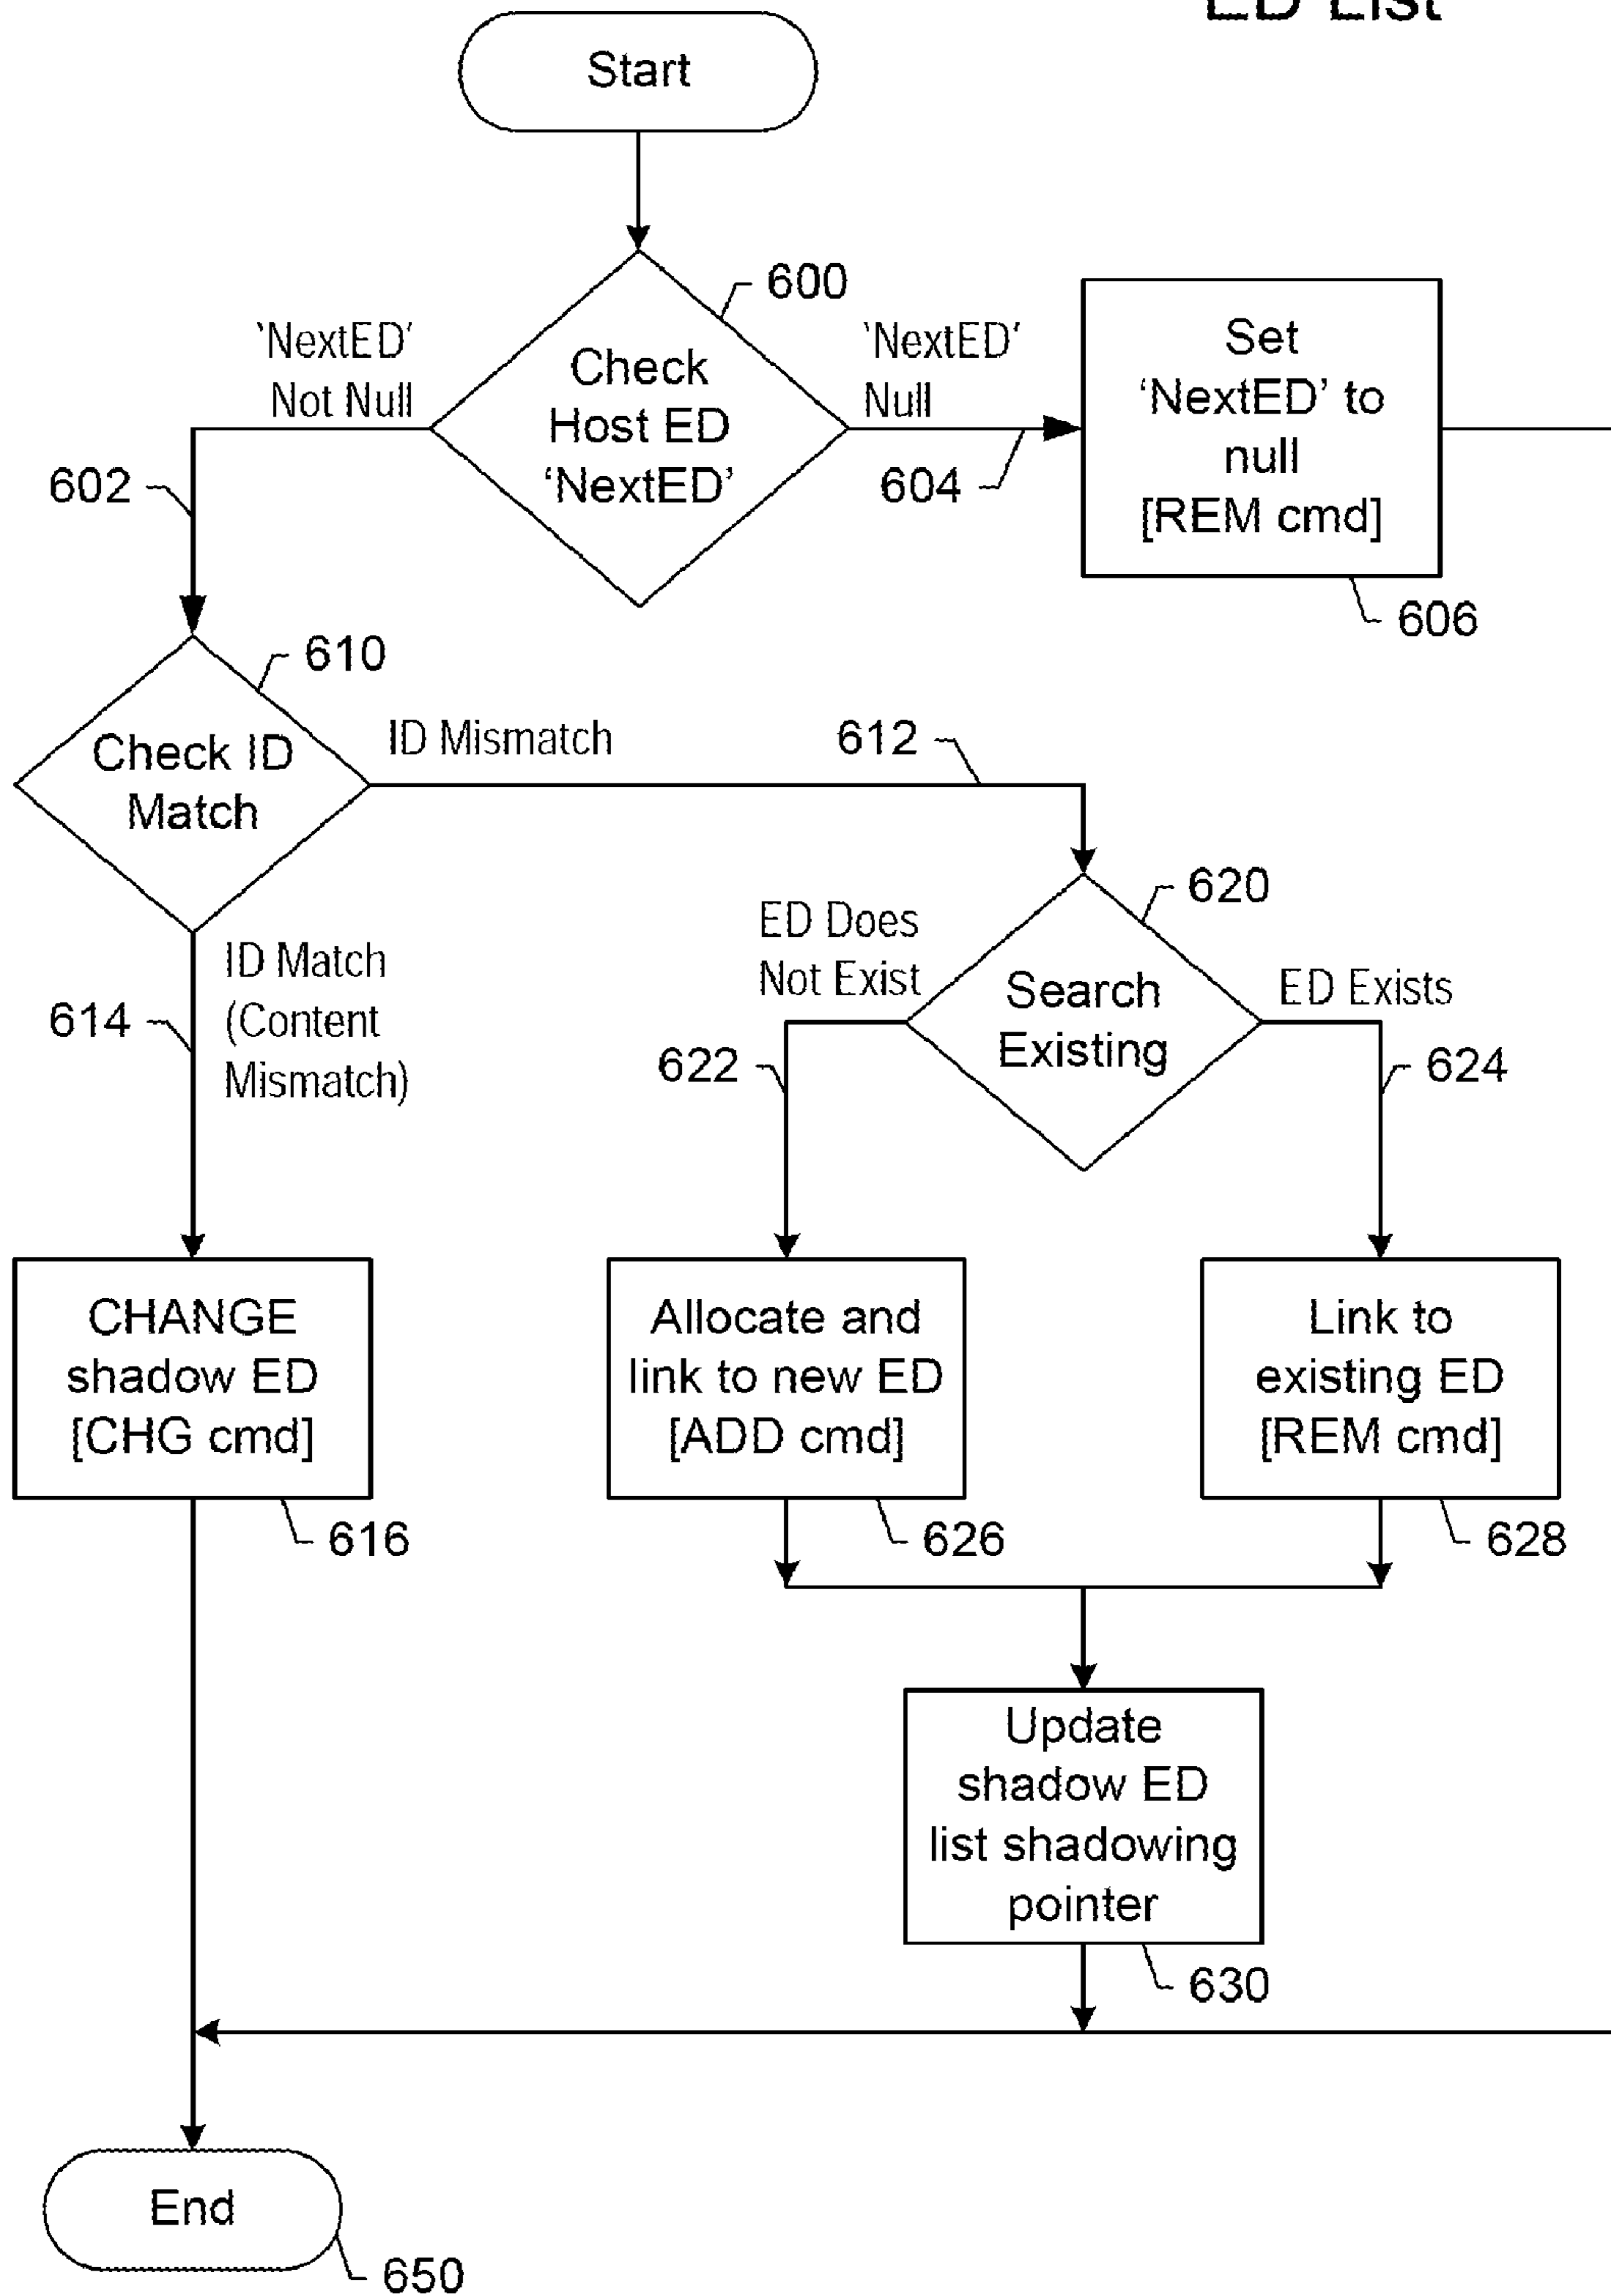 ED List
Start
600
'NextED'
Not Null
Check
Host ED
'NextED'
'NextED'
Null
Set
'NextED' to
null
[REM cmd]
602
604
606
610
Check ID
Match
ID Mismatch
612
620
ID Match
(Content
Mismatch)
614
ED Does
Not Exist
Search
Existing
ED Exists
622
624
CHANGE
shadow ED
[CHG cmd]
Allocate and
link to new ED
[ADD cmd]
Link to
existing ED
[REM cmd]
616
626
628
Update
shadow ED
list shadowing
pointer
630
End
650